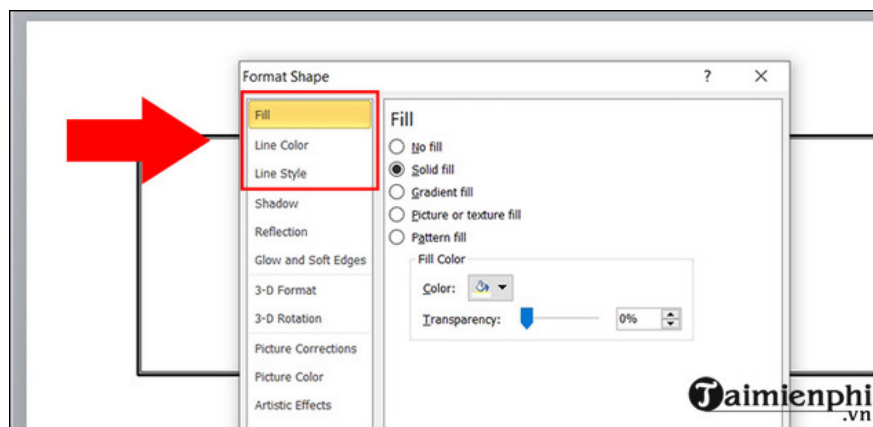 Format Shape
?
Fill
Line Color
Line Style
Shadow
Reflection
Glow and Soft Edges
3-D Format
3-D Rotation
Picture Corrections
Picture Color
Artistic Effects
Fill
No fill
Solid fill
Gradient fill
Picture or texture fill
Pattern fill
Fill Color
Color:
Transparency:
0%
Taimienphi
.vn